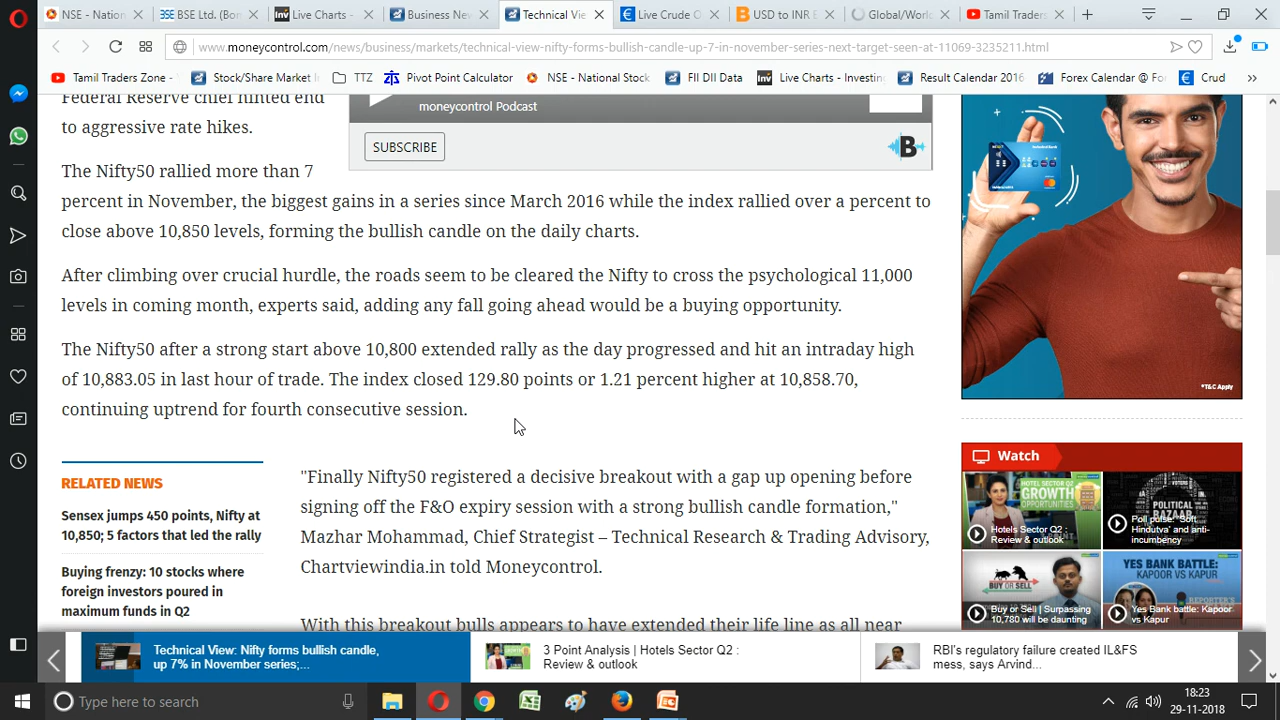 NSE - Nation
BSE Ltd. (Bom
Live Charts -
Business New
Technical Vie
Live Crude O
USD to INR E
Global/World
Tamil Traders
www.moneycontrol.com/news/business/markets/technical-view-nifty-forms-bullish-candle-up-7-in-november-series-next-target-seen-at-11069-3235211.html
Tamil Traders Zone -
Stock/Share Market
TTZ
Pivot Point Calculator
NSE - National Stock
FII DII Data
Live Charts - Investing
Result Calendar 2016
Forex Calendar @ Fo
Crud
Federal Reserve chief hinted end
to aggressive rate hikes.
moneycontrol Podcast
SUBSCRIBE
B
The Nifty50 rallied more than 7
percent in November, the biggest gains in a series since March 2016 while the index rallied over a percent to
close above 10,850 levels, forming the bullish candle on the daily charts.
After climbing over crucial hurdle, the roads seem to be cleared the Nifty to cross the psychological 11,000
levels in coming month, experts said, adding any fall going ahead would be a buying opportunity.
The Nifty50 after a strong start above 10,800 extended rally as the day progressed and hit an intraday high
of 10,883.05 in last hour of trade. The index closed 129.80 points or 1.21 percent higher at 10,858.70,
continuing uptrend for fourth consecutive session.
*T&C Apply
RELATED NEWS
Sensex jumps 450 points, Nifty at
10,850; 5 factors that led the rally
Buying frenzy: 10 stocks where
foreign investors poured in
maximum funds in Q2
"Finally Nifty50 registered a decisive breakout with a gap up opening before
signing off the F&O expiry session with a strong bullish candle formation,"
Mazhar Mohammad, Chief Strategist – Technical Research & Trading Advisory,
Chartviewindia.in told Moneycontrol.
With this breakout bulls appears to have extended their life line as all near
Watch
HOTEL SECTOR Q2
GROWTH
OPPORTUNITIES
Hotels Sector Q2 :
Review & outlook
POLITICAL
BAZAAR
Poll pulse: 'Soft
Hindutva' and anti-
incumbency
BUY OR SELL
Buy or Sell | Surpassing
10,780 will be daunting
YES BANK BATTLE:
KAPOOR VS KAPUR
Yes Bank battle: Kapoor
vs Kapur
Technical View: Nifty forms bullish candle,
up 7% in November series;...
3 Point Analysis | Hotels Sector Q2 :
Review & outlook
RBI's regulatory failure created IL&FS
mess, says Arvind...
Type here to search
18:23
29-11-2018